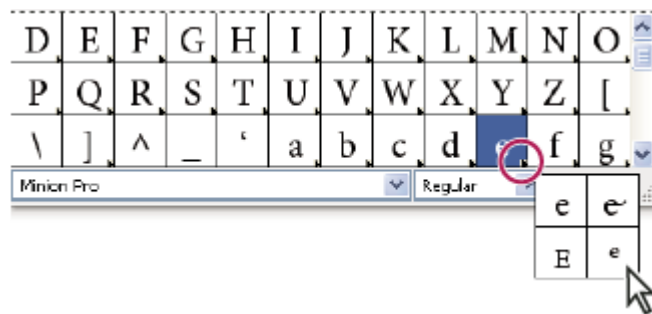 D E F G H I J K L M N O
P Q R S T U V W X Y Z [
\ ] ^ _ ‘ a b c d e f g
Minion Pro Regular
e e
E e